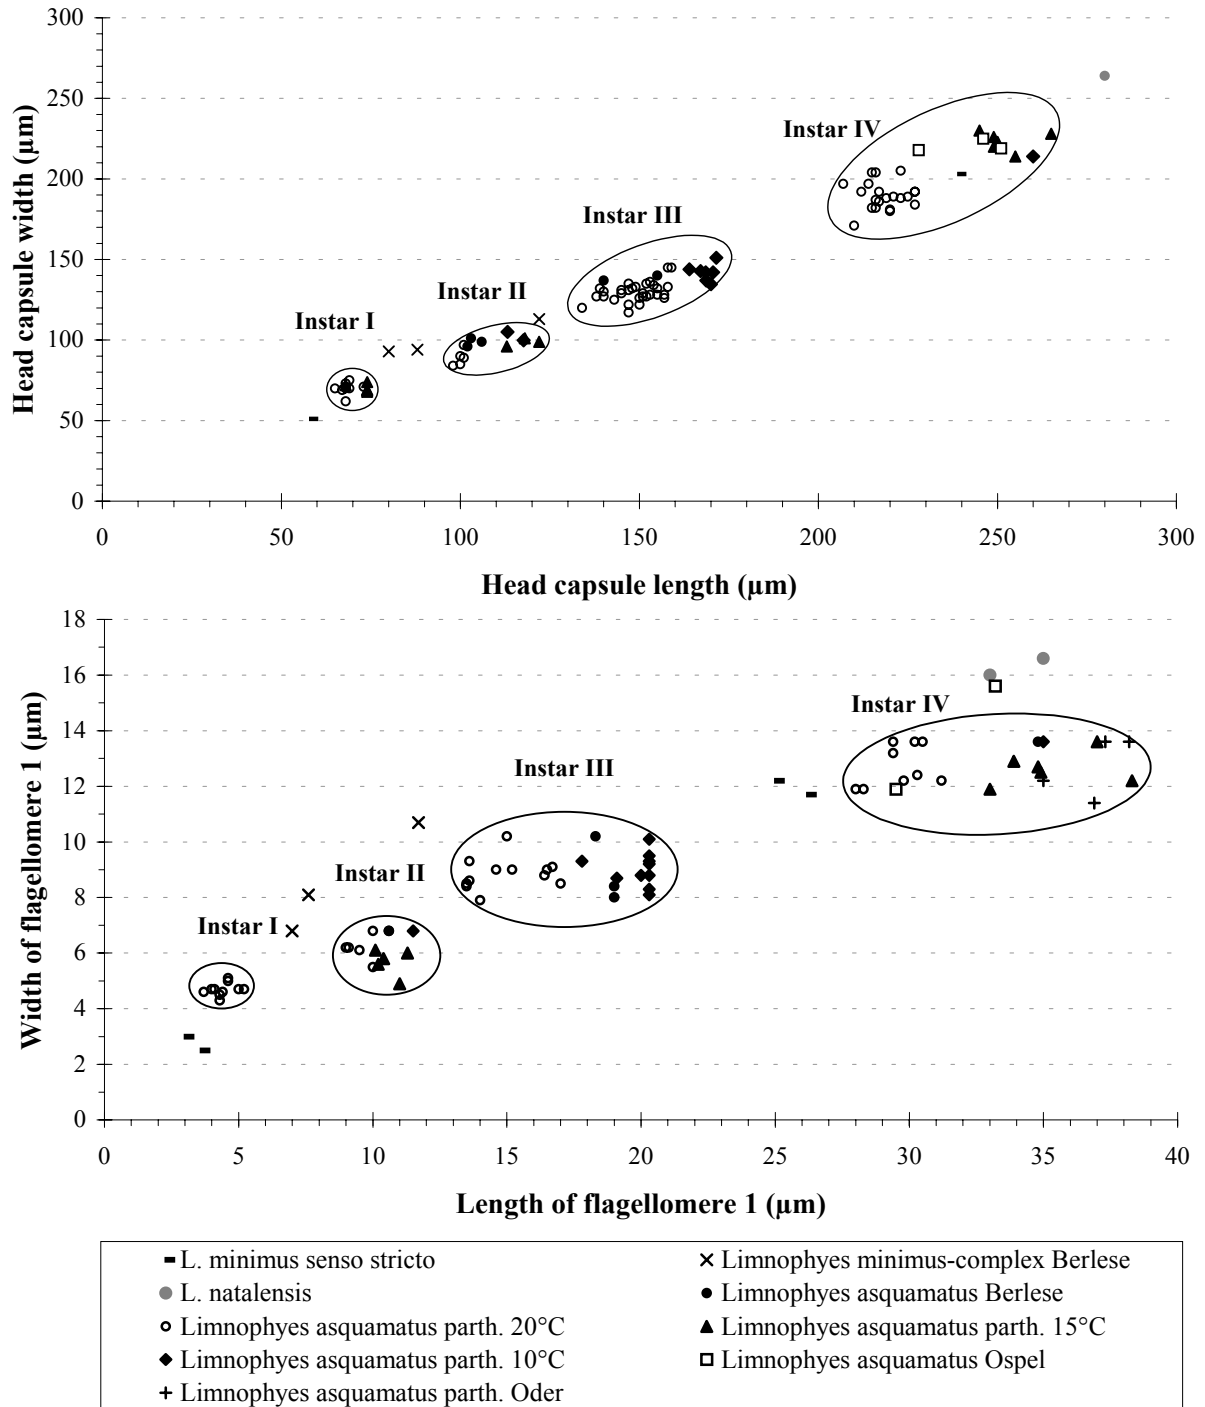 300
250
200
150
100
50
0
Head capsule width (µm)
Instar I
Instar II
Instar III
Instar IV
0 50 100 150 200 250 300
Head capsule length (µm)
18
16
14
12
10
8
6
4
2
0
Width of flagellomere 1 (µm)
Instar I
Instar II
Instar III
Instar IV
0 5 10 15 20 25 30 35 40
Length of flagellomere 1 (µm)
L. minimus senso stricto
Limnophyes minimus-complex Berlese
L. natalensis
Limnophyes asquamatus Berlese
Limnophyes asquamatus parth. 20°C
Limnophyes asquamatus parth. 15°C
Limnophyes asquamatus parth. 10°C
Limnophyes asquamatus Ospel
Limnophyes asquamatus parth. Oder